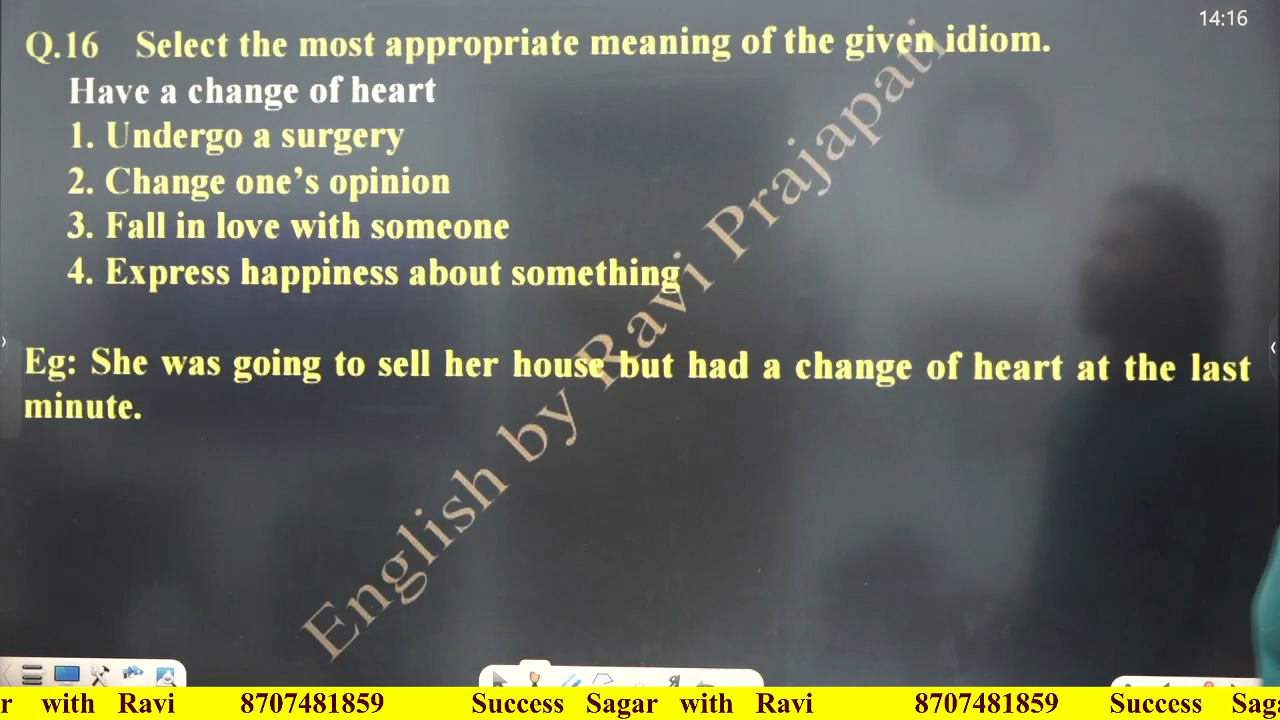 14:16
Q.16 Select the most appropriate meaning of the given idiom.
Have a change of heart
1. Undergo a surgery
2. Change one’s opinion
3. Fall in love with someone
4. Express happiness about something
Eg: She was going to sell her house but had a change of heart at the last
minute.
English by Ravi Prajapati
r with Ravi 8707481859 Success Sagar with Ravi 8707481859 Success Saga